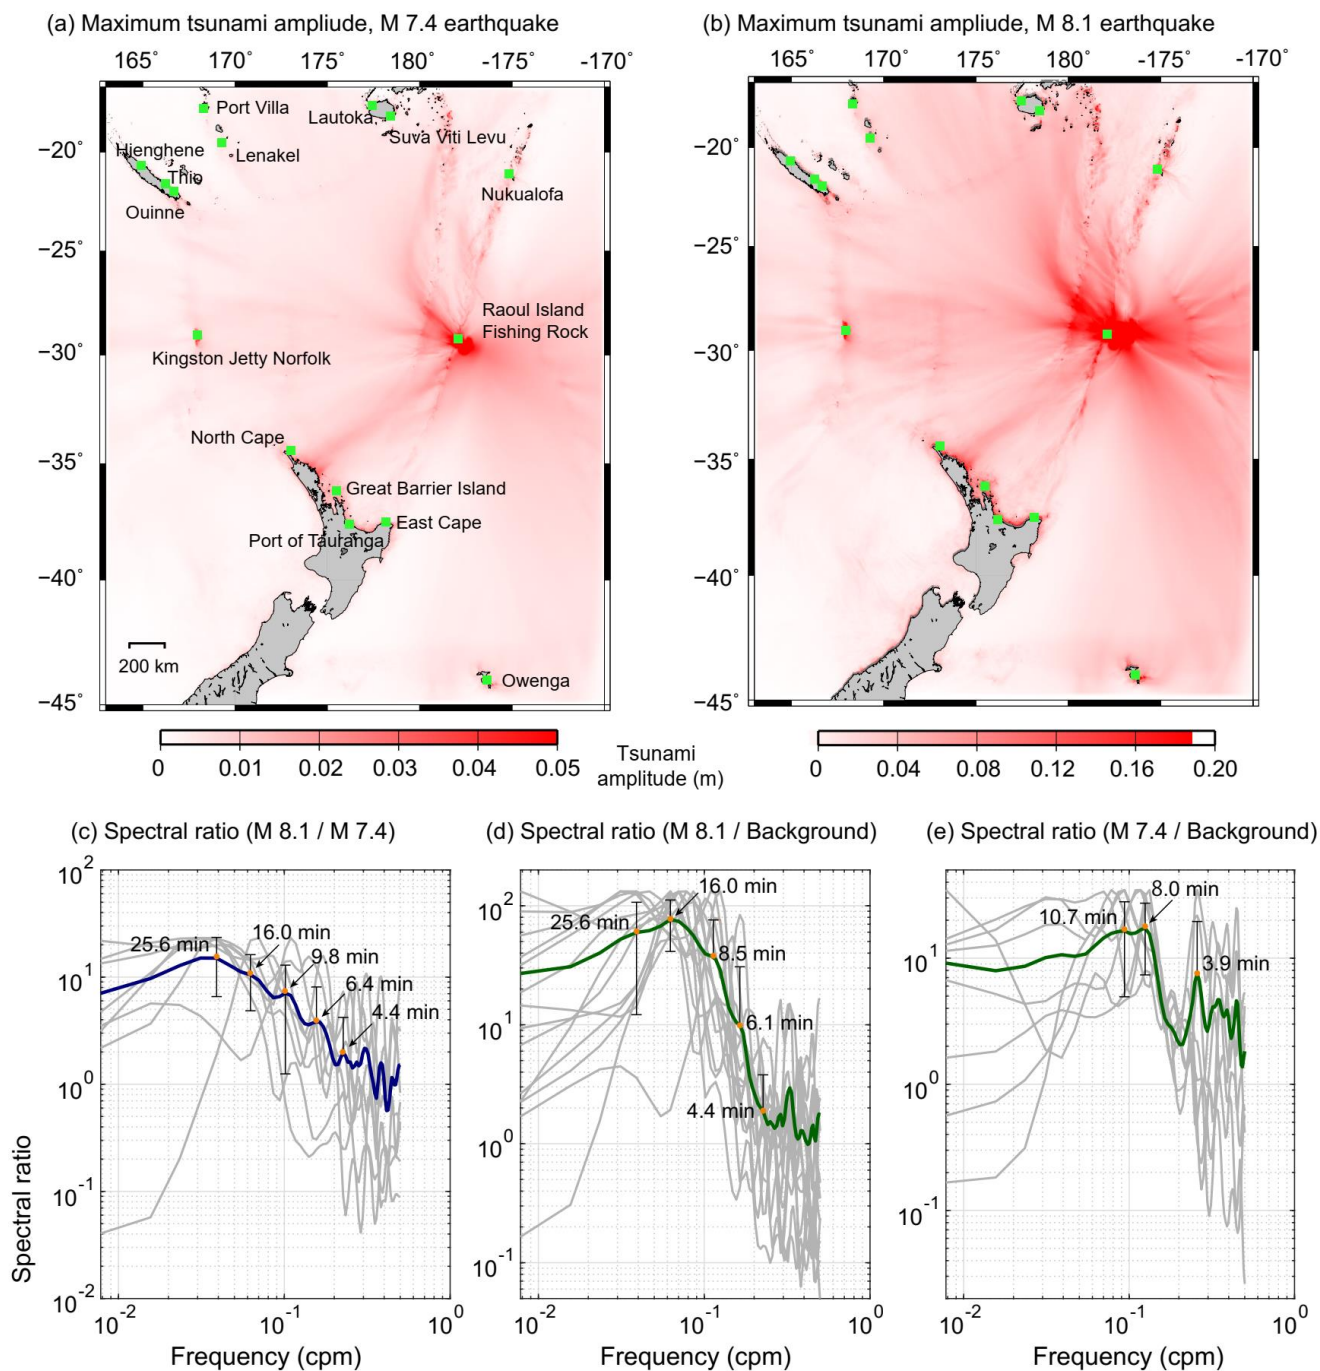 (a) Maximum tsunami ampliude, M 7.4 earthquake
165˚ 170˚ 175˚ 180˚ −175˚ −170˚
Port Villa
Lautoka
Suva Viti Levu
−20˚
Hienghene
Lenakel
Thio
Nukualofa
Ouinne
−25˚
Raoul Island
Fishing Rock
−30˚
Kingston Jetty Norfolk
North Cape
−35˚
Great Barrier Island
East Cape
Port of Tauranga
−40˚
200 km
Owenga
−45˚
0 0.01 0.02 0.03 0.04 0.05
Tsunami
amplitude (m)
(b) Maximum tsunami ampliude, M 8.1 earthquake
165˚ 170˚ 175˚ 180˚ -175˚ -170˚
−20˚
−25˚
−30˚
−35˚
−40˚
−45˚
0 0.04 0.08 0.12 0.16 0.20
(c) Spectral ratio (M 8.1 / M 7.4)
10^2
25.6 min
16.0 min
9.8 min
10^1
6.4 min
4.4 min
10^0
10^-1
10^-2
Spectral ratio
10^-2 10^-1 10^0
Frequency (cpm)
(d) Spectral ratio (M 8.1 / Background)
16.0 min
10^2
25.6 min
8.5 min
10^1
6.1 min
4.4 min
10^0
10^-1
10^-2 10^-1 10^0
Frequency (cpm)
(e) Spectral ratio (M 7.4 / Background)
8.0 min
10.7 min
10^1
3.9 min
10^0
10^-1
10^-2 10^-1 10^0
Frequency (cpm)